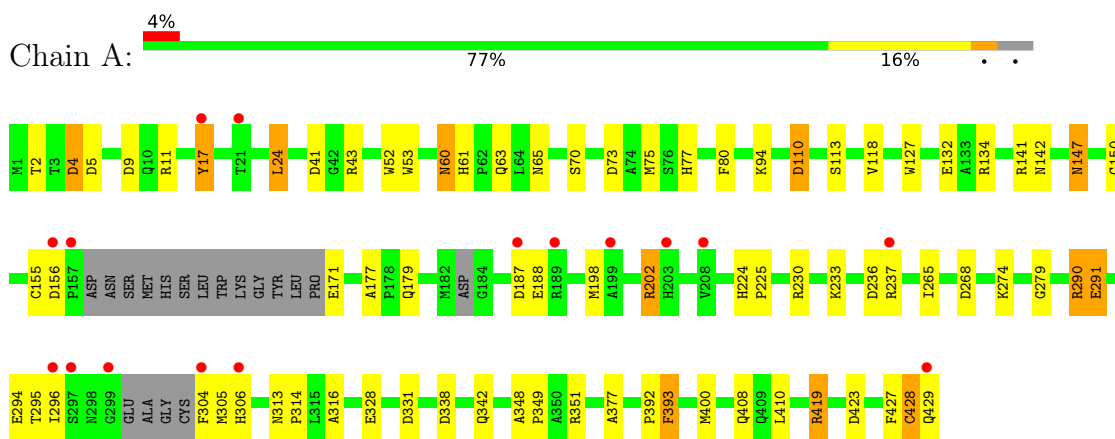 4%
Chain A:
77% 16% • •
M1 T2 T3 D4 D5 D9 Q10 R11 Y17 T21 L24 D41 G42 R43 W52 W53 N60 H61 P62 Q63 L64 N65 S70 D73 A74 M75 S76 H77 F80 K94 D110 S113 V118 W127 E132 A133 R134 R141 N142 N147 G150
C155 D156 P157 ASP ASN SER MET HIS SER LEU TRP LYS GLY TYR LEU PRO E171 A177 P178 Q179 M182 ASP G184 D187 E188 R189 M198 A199 R202 H203 V208 H224 P225 R230 K233 D236 R237 I265 D268 K274 G279 R290 E291
E294 T295 I296 S297 N298 G299 GLU ALA GLY CYS F304 M305 H306 N313 P314 L315 A316 E328 D331 D338 Q342 A348 P349 A350 R351 A377 P392 F393 M400 Q408 Q409 L410 R419 D423 F427 C428 Q429